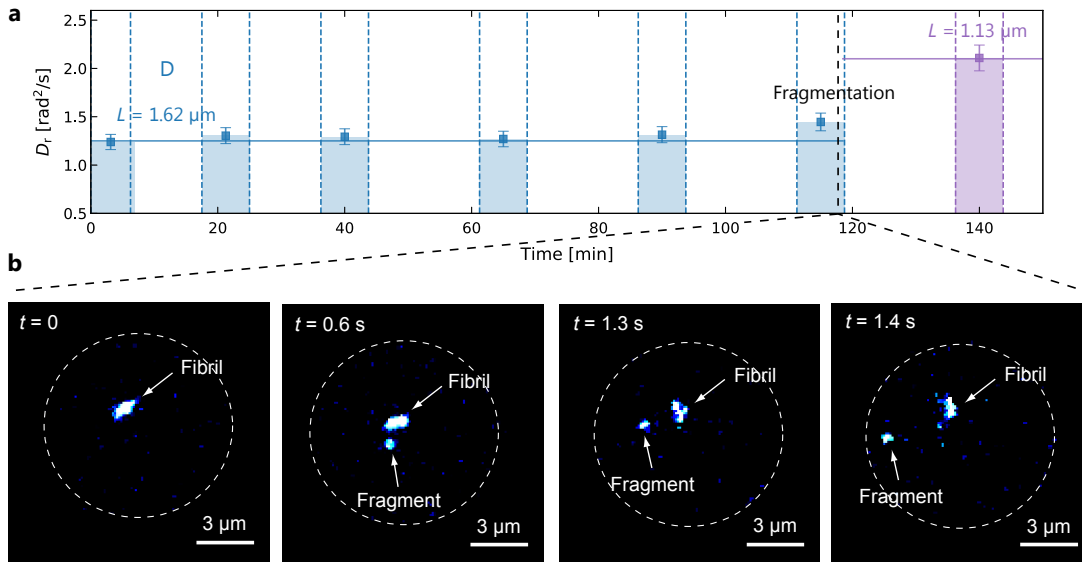 a
2.5
2.0
1.5
1.0
0.5
Dr [rad²/s]
D
L = 1.62 µm
Fragmentation
L = 1.13 µm
0 20 40 60 80 100 120 140
Time [min]
b
t = 0
Fibril
3 µm
t = 0.6 s
Fibril
Fragment
3 µm
t = 1.3 s
Fibril
Fragment
3 µm
t = 1.4 s
Fibril
Fragment
3 µm